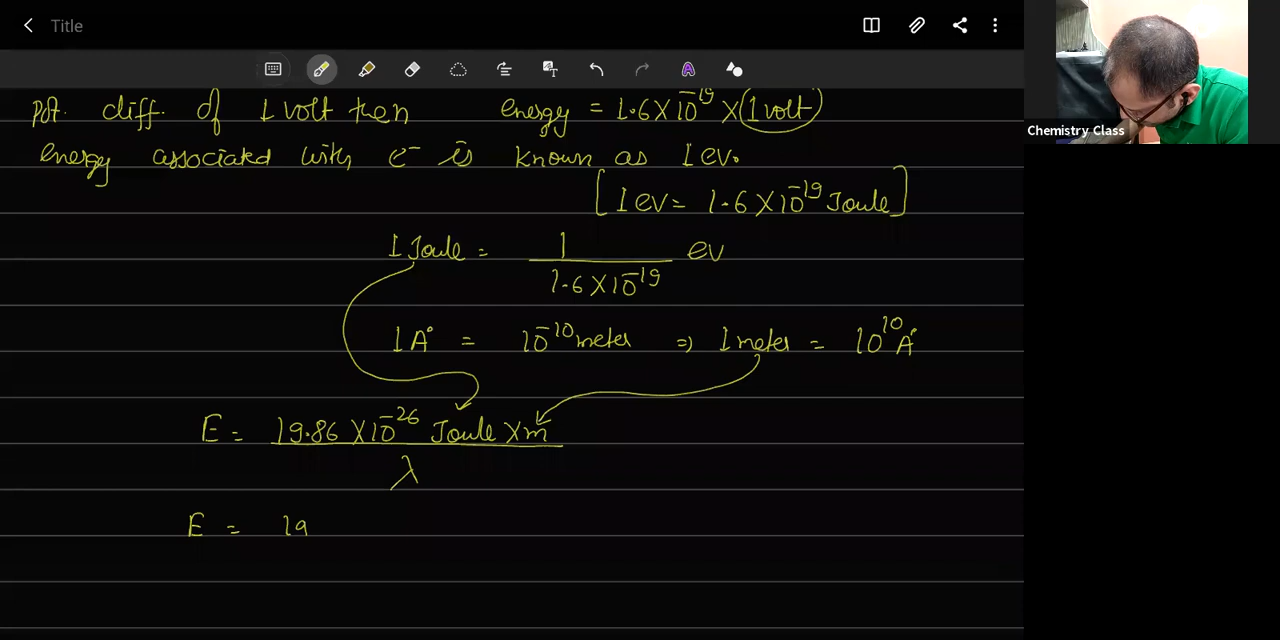 Title
pot. diff. of 1 volt then energy = 1.6 X 10⁻¹⁹ X (1 volt)
energy associated with e⁻ is known as 1 ev.
[1 ev = 1.6 X 10⁻¹⁹ Joule]
1 Joule = 1 / 1.6 X 10⁻¹⁹ ev
1 A° = 10⁻¹⁰ meter ⇒ 1 meter = 10¹⁰ A°
E = 19.86 X 10⁻²⁶ Joule X m / λ
E = 19
Chemistry Class